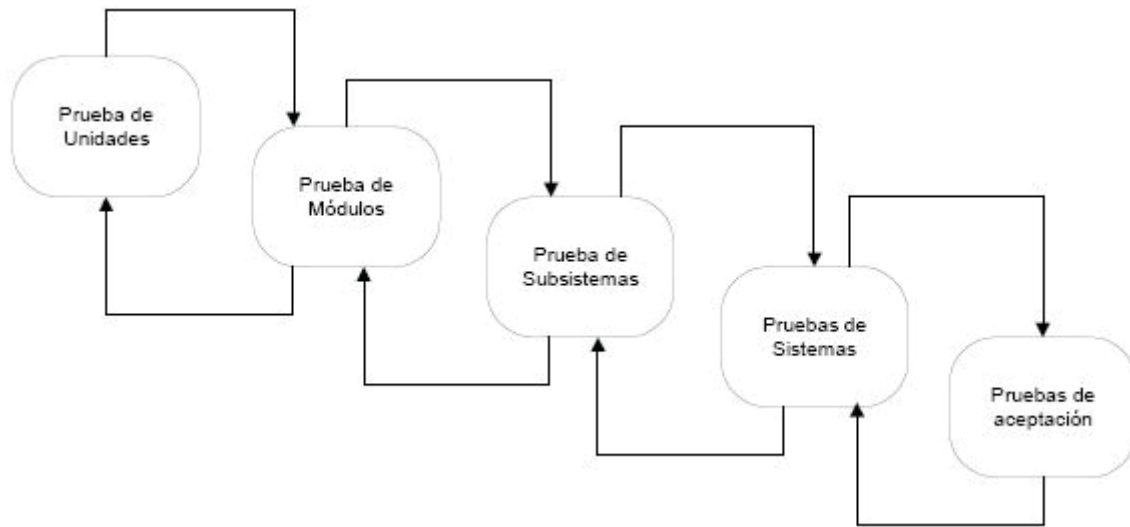 Prueba de
Unidades
Prueba de
Módulos
Prueba de
Subsistemas
Pruebas de
Sistemas
Pruebas de
aceptación